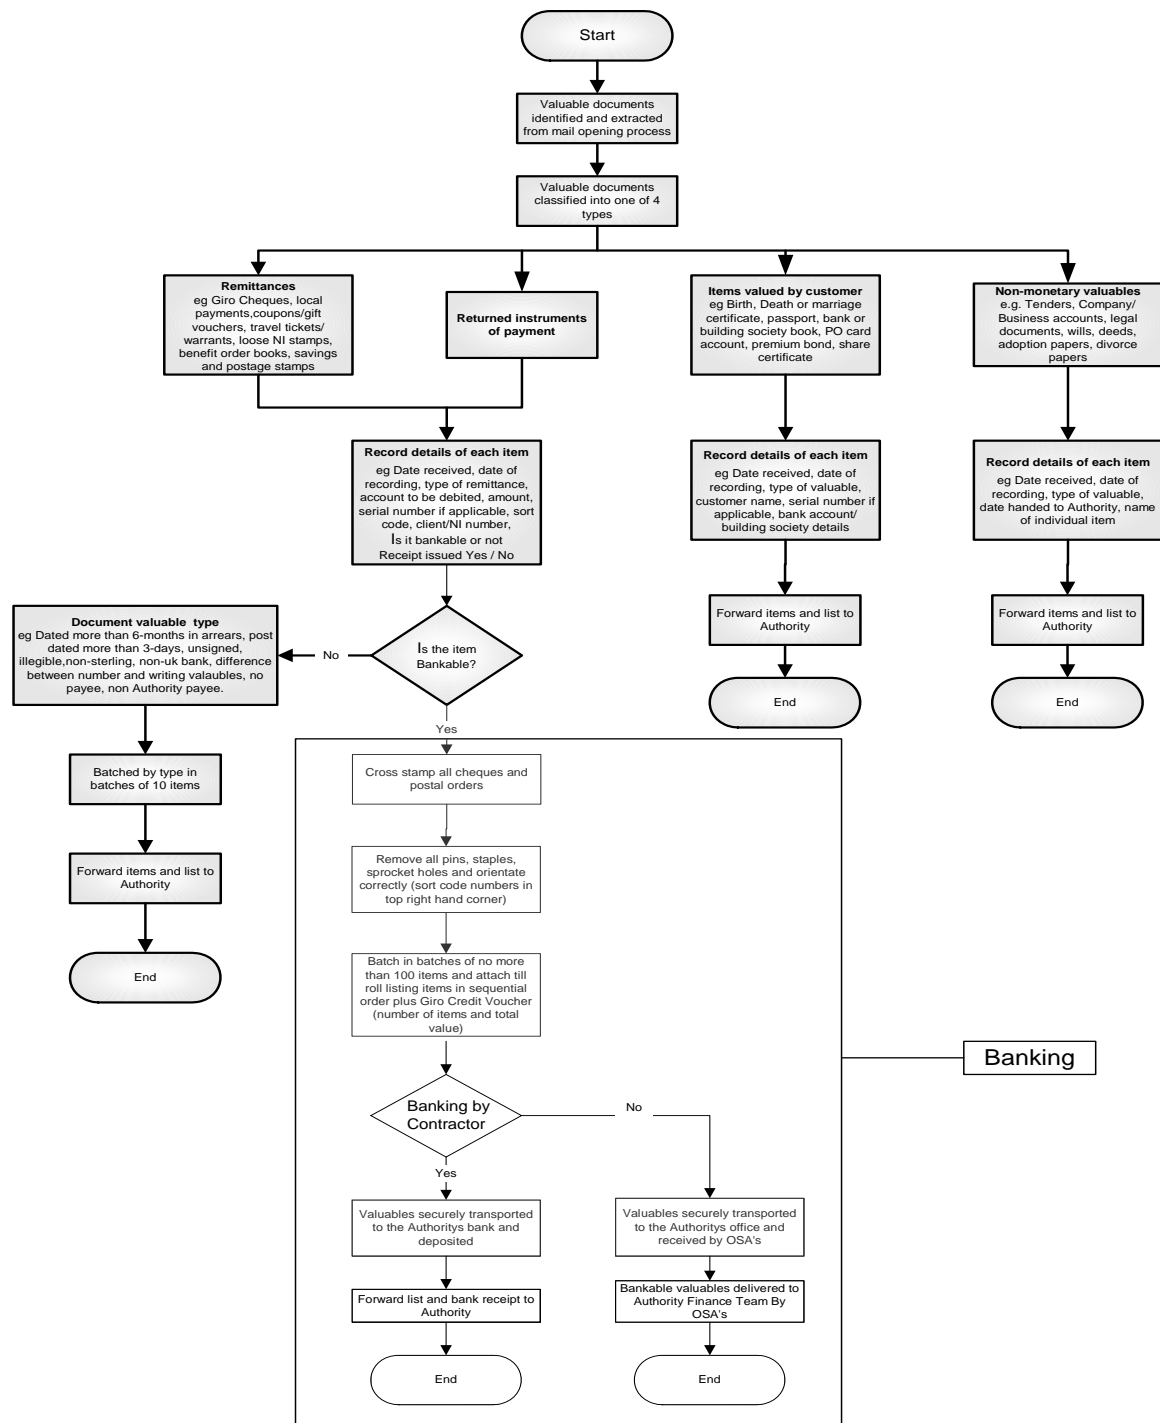 Start
Valuable documents
identified and extracted
from mail opening process
Valuable documents
classified into one of 4
types
Remittances
eg Giro Cheques, local
payments,coupons/gift
vouchers, travel tickets/
warrants, loose NI stamps,
benefit order books, savings
and postage stamps
Returned instruments
of payment
Items valued by customer
eg Birth, Death or marriage
certificate, passport, bank or
building society book, PO card
account, premium bond, share
certificate
Non-monetary valuables
e.g. Tenders, Company/
Business accounts, legal
documents, wills, deeds,
adoption papers, divorce
papers
Record details of each item
eg Date received, date of
recording, type of remittance,
account to be debited, amount,
serial number if applicable, sort
code, client/NI number,
Is it bankable or not
Receipt issued Yes / No
Record details of each item
eg Date received, date of
recording, type of valuable,
customer name, serial number if
applicable, bank account/
building society details
Record details of each item
eg Date received, date of
recording, type of valuable,
date handed to Authority, name
of individual item
Forward items and list to
Authority
Forward items and list to
Authority
End
End
Is the item
Bankable?
No
Document valuable  type
eg Dated more than 6-months in arrears, post
dated more than 3-days, unsigned,
illegible,non-sterling, non-uk bank, difference
between number and writing valaubles, no
payee, non Authority payee.
Batched by type in
batches of 10 items
Forward items and list to
Authority
End
Yes
Cross stamp all cheques and
postal orders
Remove all pins, staples,
sprocket holes and orientate
correctly (sort code numbers in
top right hand corner)
Batch in batches of no more
than 100 items and attach till
roll listing items in sequential
order plus Giro Credit Voucher
(number of items and total
value)
Banking
Banking by
Contractor
No
Yes
Valuables securely transported
to the Authoritys bank and
deposited
Valuables securely transported
to the Authoritys office and
received by OSA's
Forward list and bank receipt to
Authority
Bankable valuables delivered to
Authority Finance Team By
OSA's
End
End